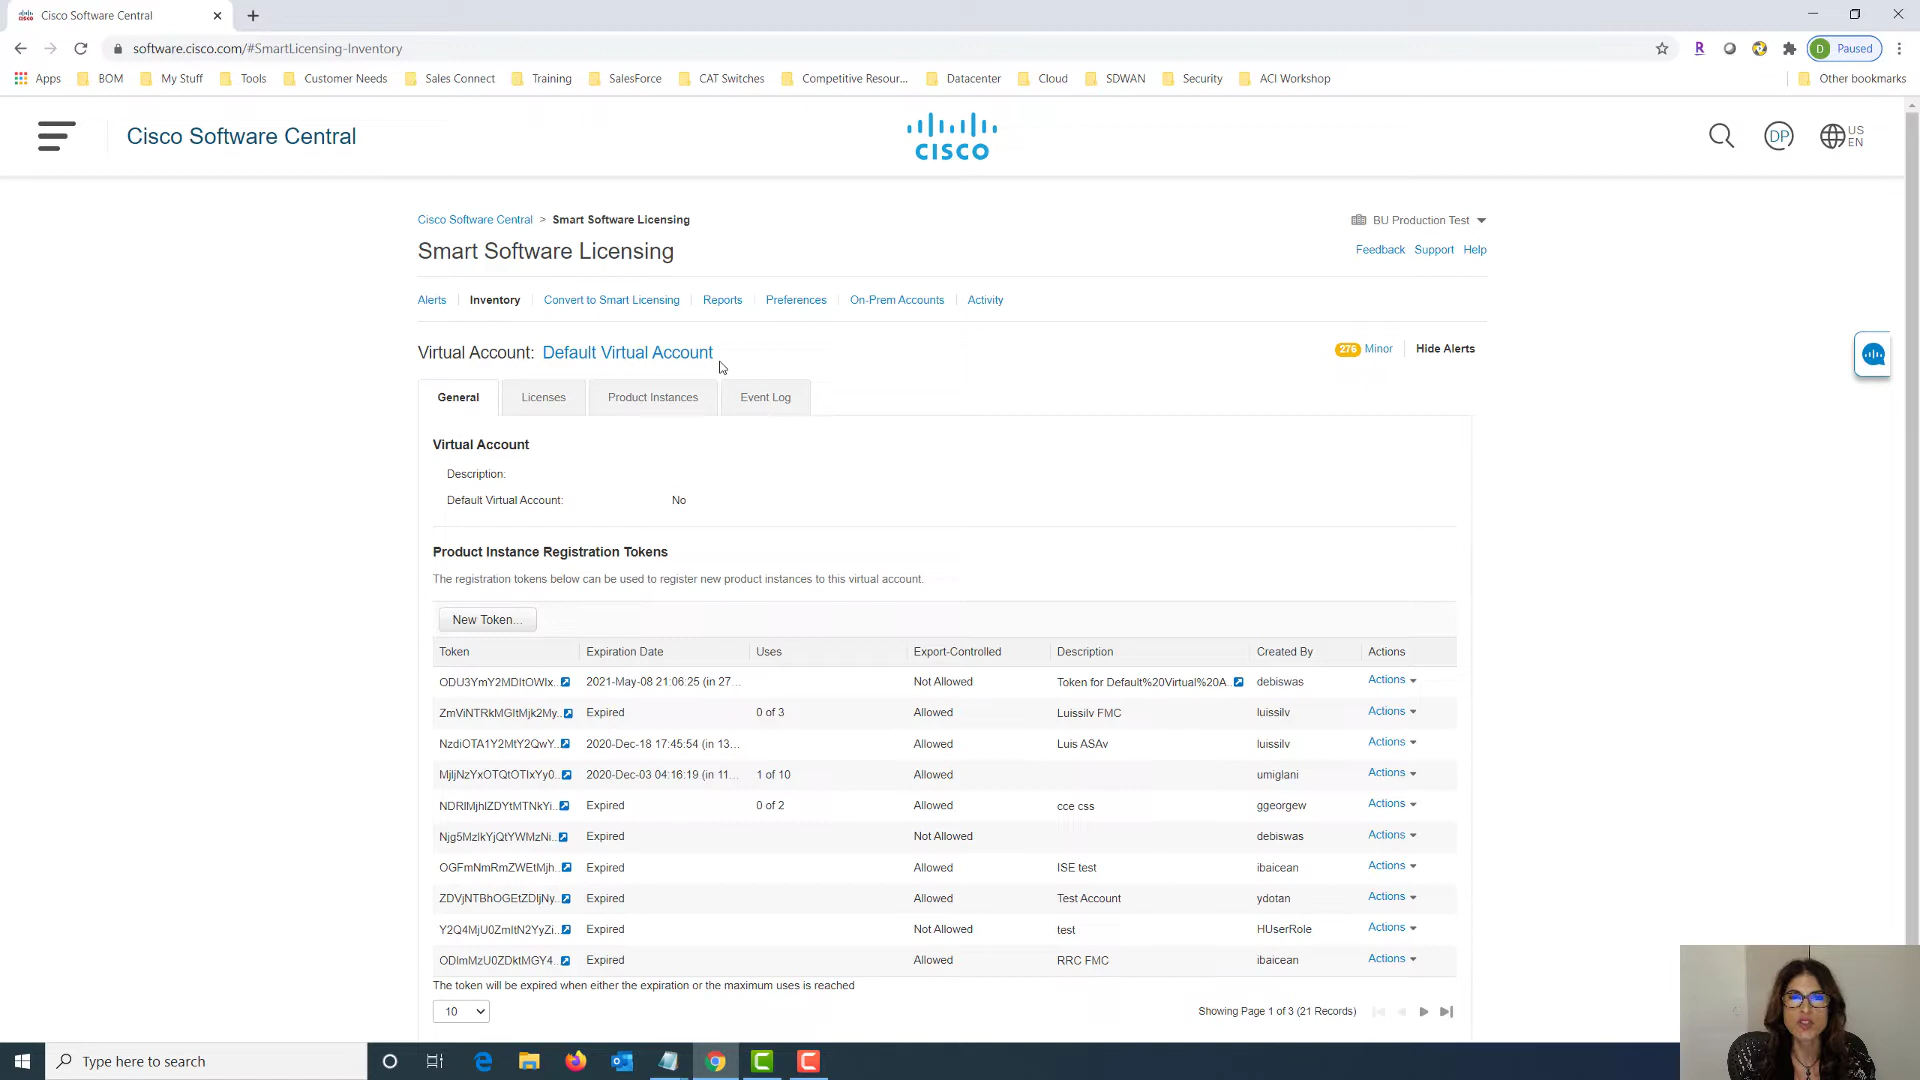 Cisco Software Central
software.cisco.com/#SmartLicensing-Inventory
R
D Paused
Apps BOM My Stuff Tools Customer Needs Sales Connect Training SalesForce CAT Switches Competitive Resour... Datacenter Cloud SDWAN Security ACI Workshop Other bookmarks
Cisco Software Central
CISCO
DP
US
EN
Cisco Software Central > Smart Software Licensing
BU Production Test
Smart Software Licensing
Feedback Support Help
Alerts Inventory Convert to Smart Licensing Reports Preferences On-Prem Accounts Activity
Virtual Account: Default Virtual Account
276 Minor Hide Alerts
General Licenses Product Instances Event Log
Virtual Account
Description:
Default Virtual Account: No
Product Instance Registration Tokens
The registration tokens below can be used to register new product instances to this virtual account.
New Token...
Token Expiration Date Uses Export-Controlled Description Created By Actions
2021-May-08 21:06:25 (in 27... Not Allowed Token for Default%20Virtual%20A.. debiswas Actions
Expired 0 of 3 Allowed Luissilv FMC luissilv Actions
2020-Dec-18 17:45:54 (in 13... Allowed Luis ASAv luissilv Actions
2020-Dec-03 04:16:19 (in 11... 1 of 10 Allowed umiglani Actions
Expired 0 of 2 Allowed cce css ggeorgew Actions
Expired Not Allowed debiswas Actions
Expired Allowed ISE test ibaicean Actions
Expired Allowed Test Account ydotan Actions
Expired Not Allowed test HUserRole Actions
Expired Allowed RRC FMC ibaicean Actions
The token will be expired when either the expiration or the maximum uses is reached
10
Showing Page 1 of 3 (21 Records)
Type here to search